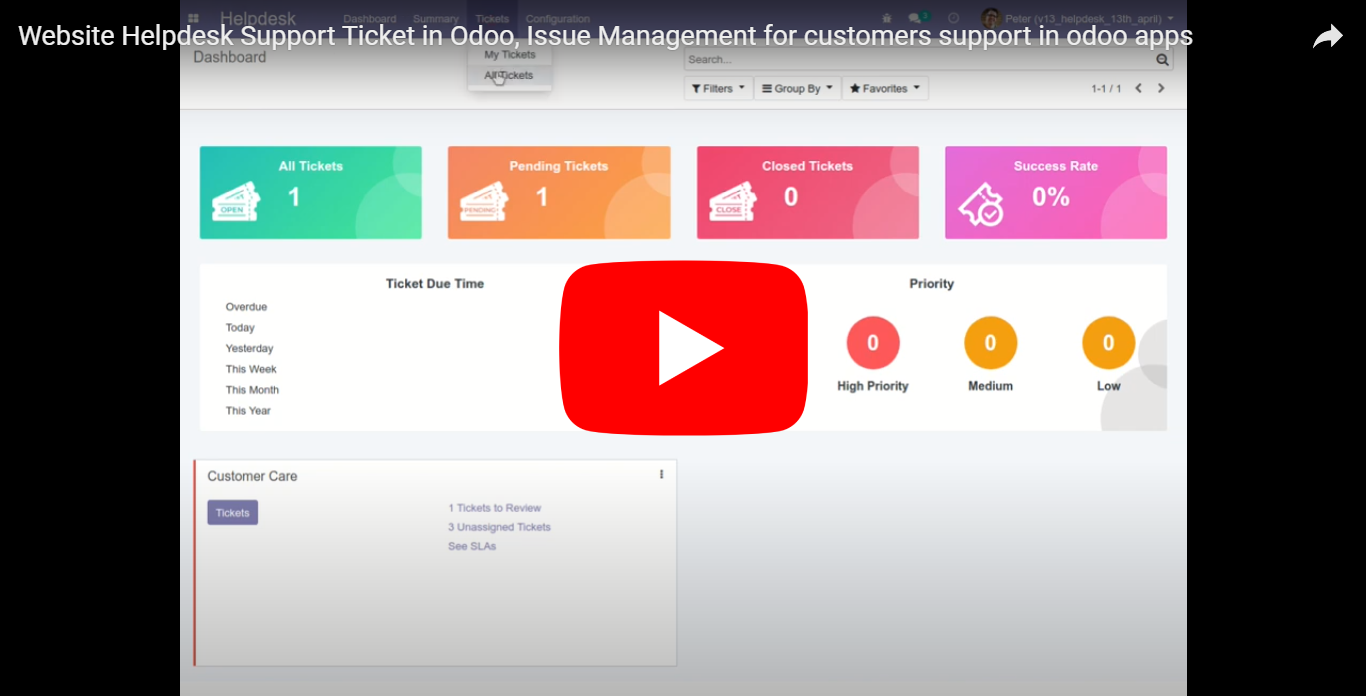 Helpdesk Dashboard Summary Tickets Configuration 3 Peter (v13_helpdesk_13th_april)
Website Helpdesk Support Ticket in Odoo, Issue Management for customers support in odoo apps
Dashboard My Tickets Search...
All Tickets
Filters Group By Favorites 1-1 / 1
All Tickets
1
OPEN
Pending Tickets
1
PENDING
Closed Tickets
0
CLOSE
Success Rate
0%
Ticket Due Time
Overdue
Today
Yesterday
This Week
This Month
This Year
Priority
0 0 0
High Priority Medium Low
Customer Care
Tickets
1 Tickets to Review
3 Unassigned Tickets
See SLAs